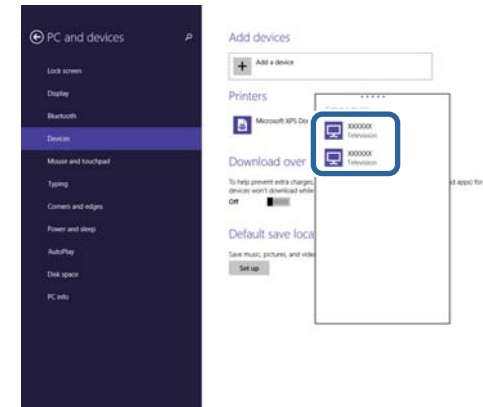 PC and devices
Lock screen
Display
Bluetooth
Devices
Mouse and touchpad
Typing
Corners and edges
Power and sleep
AutoPlay
Disk space
PC info
Add devices
Add a device
Printers
Microsoft XPS Do
Download over
To help prevent extra charges,
d apps) for
devices won't download while
Off
Default save loca
Save music, pictures, and vide
Set up
XXXXXX
Television
XXXXXX
Television